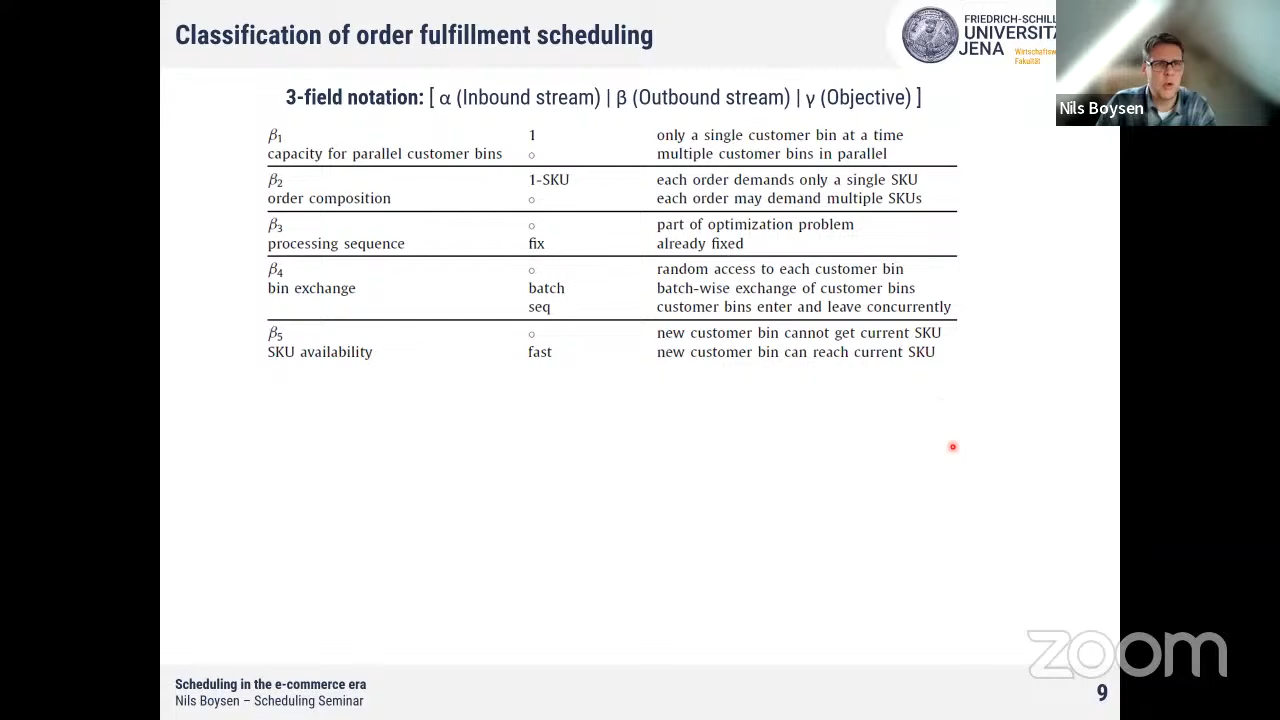 Classification of order fulfillment scheduling
FRIEDRICH-SCHILL
UNIVERSITÄ
JENA
Wirtschaftsw
Fakultät
Nils Boysen
3-field notation: [ α (Inbound stream) | β (Outbound stream) | γ (Objective) ]
β1 1 only a single customer bin at a time
capacity for parallel customer bins ○ multiple customer bins in parallel
β2 1-SKU each order demands only a single SKU
order composition ○ each order may demand multiple SKUs
β3 ○ part of optimization problem
processing sequence fix already fixed
β4 ○ random access to each customer bin
bin exchange batch batch-wise exchange of customer bins
seq customer bins enter and leave concurrently
β5 ○ new customer bin cannot get current SKU
SKU availability fast new customer bin can reach current SKU
zoom
Scheduling in the e-commerce era
Nils Boysen – Scheduling Seminar
9